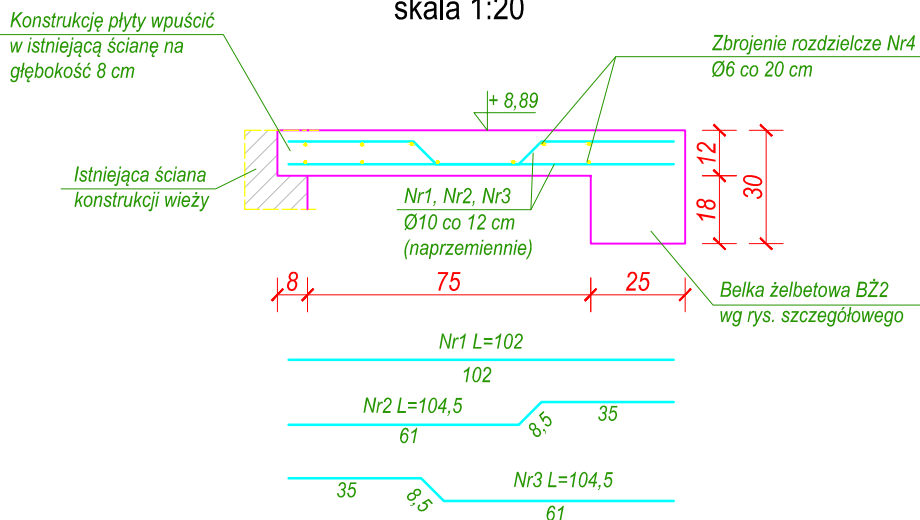 skala 1:20
Konstrukcję płyty wpuścić
w istniejącą ścianę na
głębokość 8 cm
Zbrojenie rozdzielcze Nr4
Ø6 co 20 cm
+ 8,89
Istniejąca ściana
konstrukcji wieży
Nr1, Nr2, Nr3
Ø10 co 12 cm
(naprzemiennie)
12
18
30
8
75
25
Belka żelbetowa BŻ2
wg rys. szczegółowego
Nr1 L=102
102
Nr2 L=104,5
61
8,5
35
Nr3 L=104,5
35
8,5
61